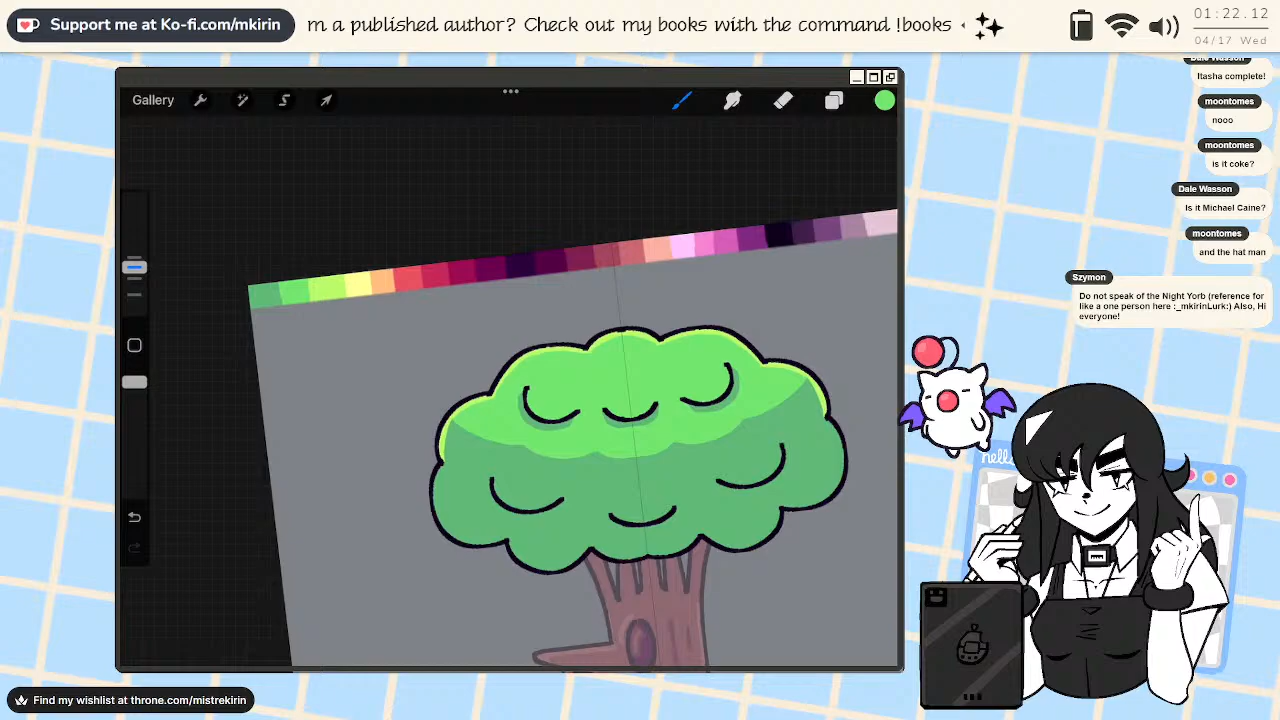 Support me at Ko-fi.com/mkirin
m a published author? Check out my books with the command !books
01:22.12
04/17 Wed
Gallery
Dale Wasson
Itasha complete!
moontomes
nooo
moontomes
is it coke?
Dale Wasson
Is it Michael Caine?
moontomes
and the hat man
Szymon
Do not speak of the Night Yorb (reference for
like a one person here :_mkirinLurk:) Also, Hi
everyone!
hello
Find my wishlist at throne.com/mistrekirin